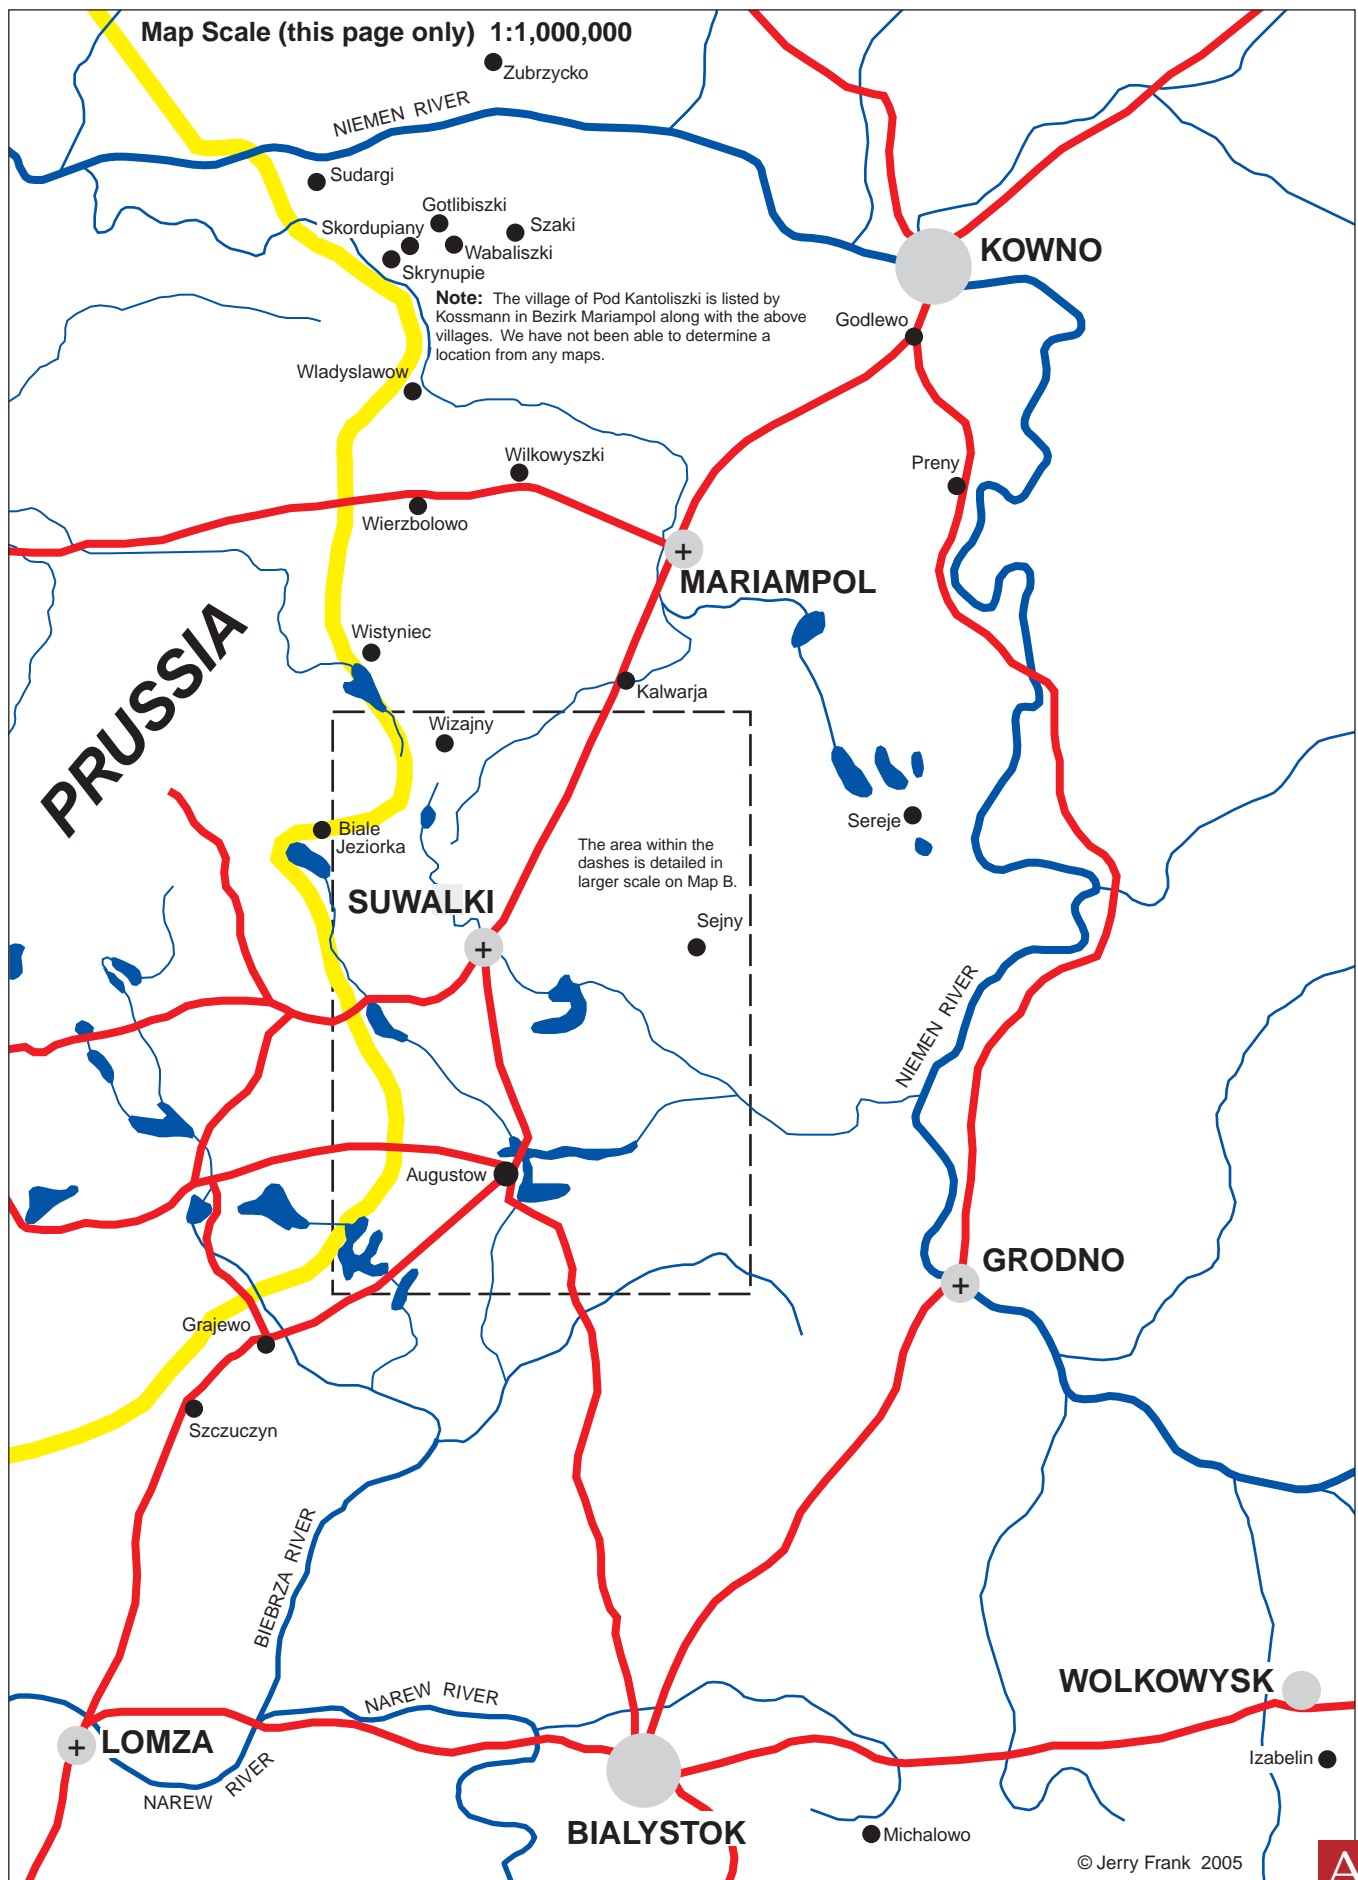 Map Scale (this page only) 1:1,000,000
Zubrzycko
NIEMEN RIVER
Sudargi
Gotlibiszki
Skordupiany
Szaki
Wabaliszki
Skrynupie
KOWNO
Note: The village of Pod Kantoliszki is listed by
Kossmann in Bezirk Mariampol along with the above
villages. We have not been able to determine a
location from any maps.
Godlewo
Wladyslawow
Wilkowyszki
Preny
Wierzbolowo
MARIAMPOL
PRUSSIA
Wistyniec
Kalwarja
Wizajny
Sereje
Biale
Jeziorka
The area within the
dashes is detailed in
larger scale on Map B.
SUWALKI
Sejny
NIEMEN RIVER
Augustow
GRODNO
Grajewo
Szczuczyn
BIEBRZA RIVER
WOLKOWYSK
NAREW RIVER
LOMZA
Izabelin
NAREW RIVER
BIALYSTOK
Michalowo
© Jerry Frank 2005
A